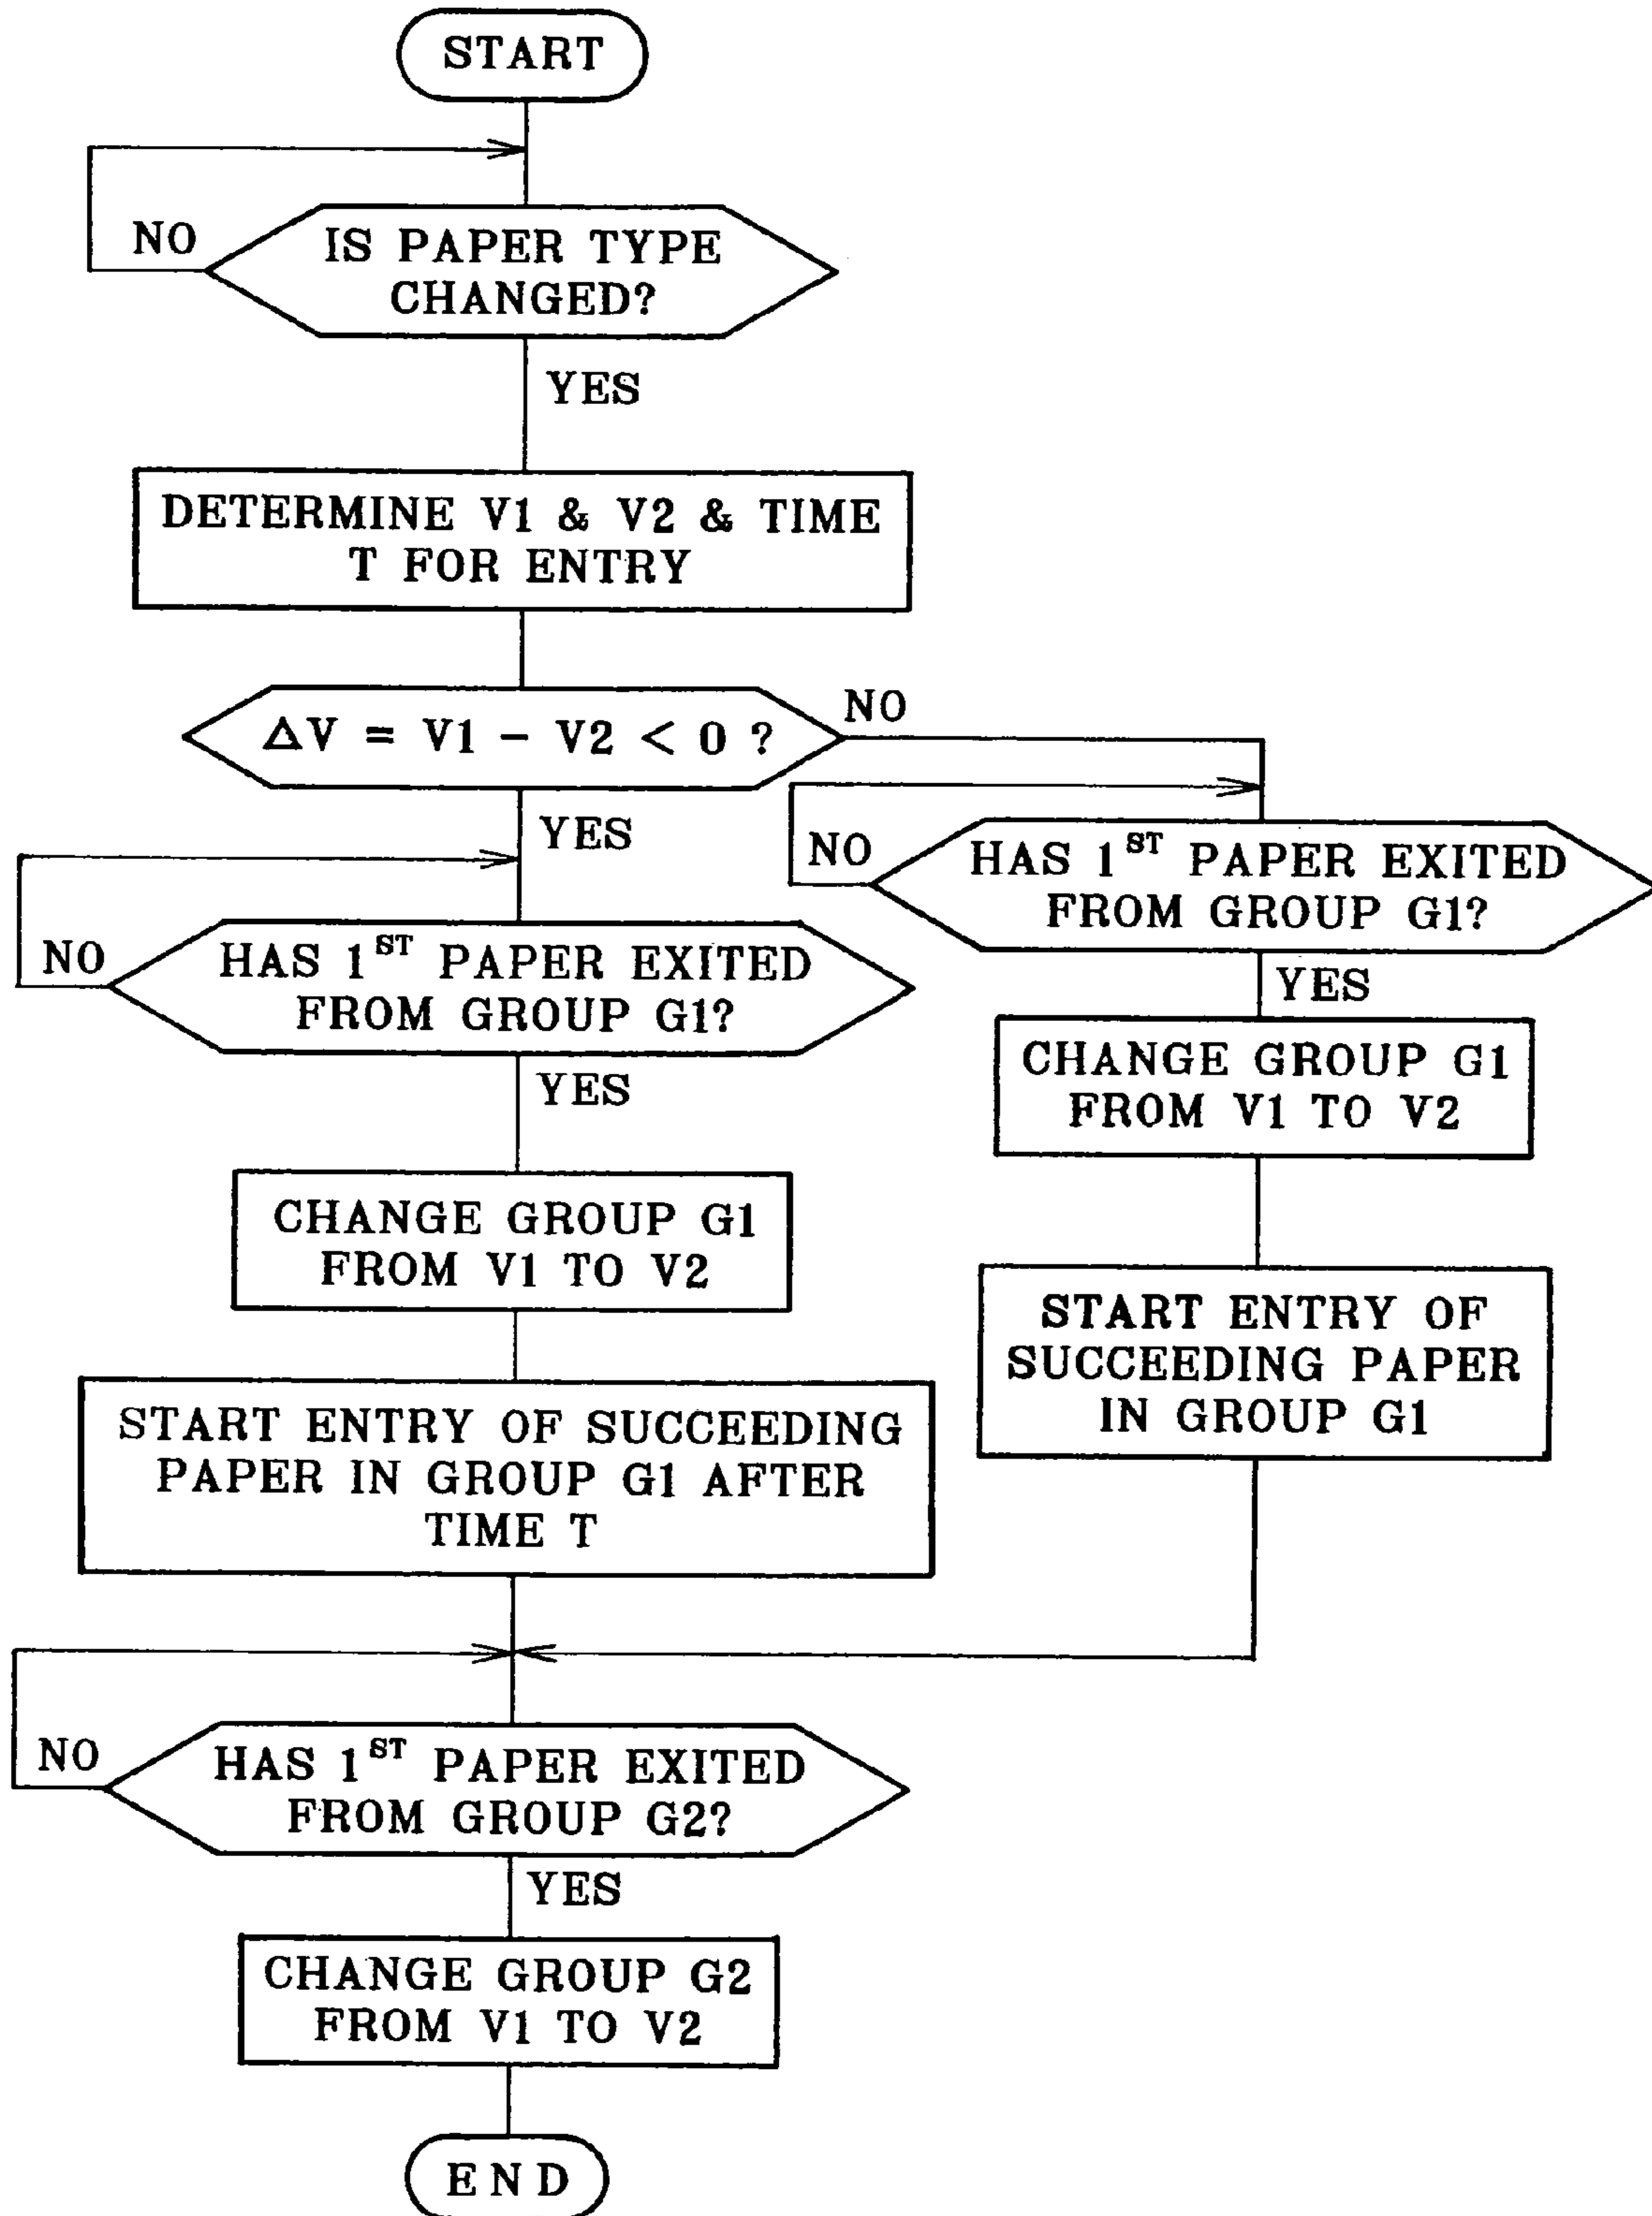 START
NO
IS PAPER TYPE
CHANGED?
YES
DETERMINE V1 & V2 & TIME
T FOR ENTRY
ΔV = V1 - V2 < 0 ?
NO
YES
NO
HAS 1ST PAPER EXITED
FROM GROUP G1?
YES
CHANGE GROUP G1
FROM V1 TO V2
START ENTRY OF SUCCEEDING
PAPER IN GROUP G1 AFTER
TIME T
NO
HAS 1ST PAPER EXITED
FROM GROUP G1?
YES
CHANGE GROUP G1
FROM V1 TO V2
START ENTRY OF
SUCCEEDING PAPER
IN GROUP G1
NO
HAS 1ST PAPER EXITED
FROM GROUP G2?
YES
CHANGE GROUP G2
FROM V1 TO V2
END